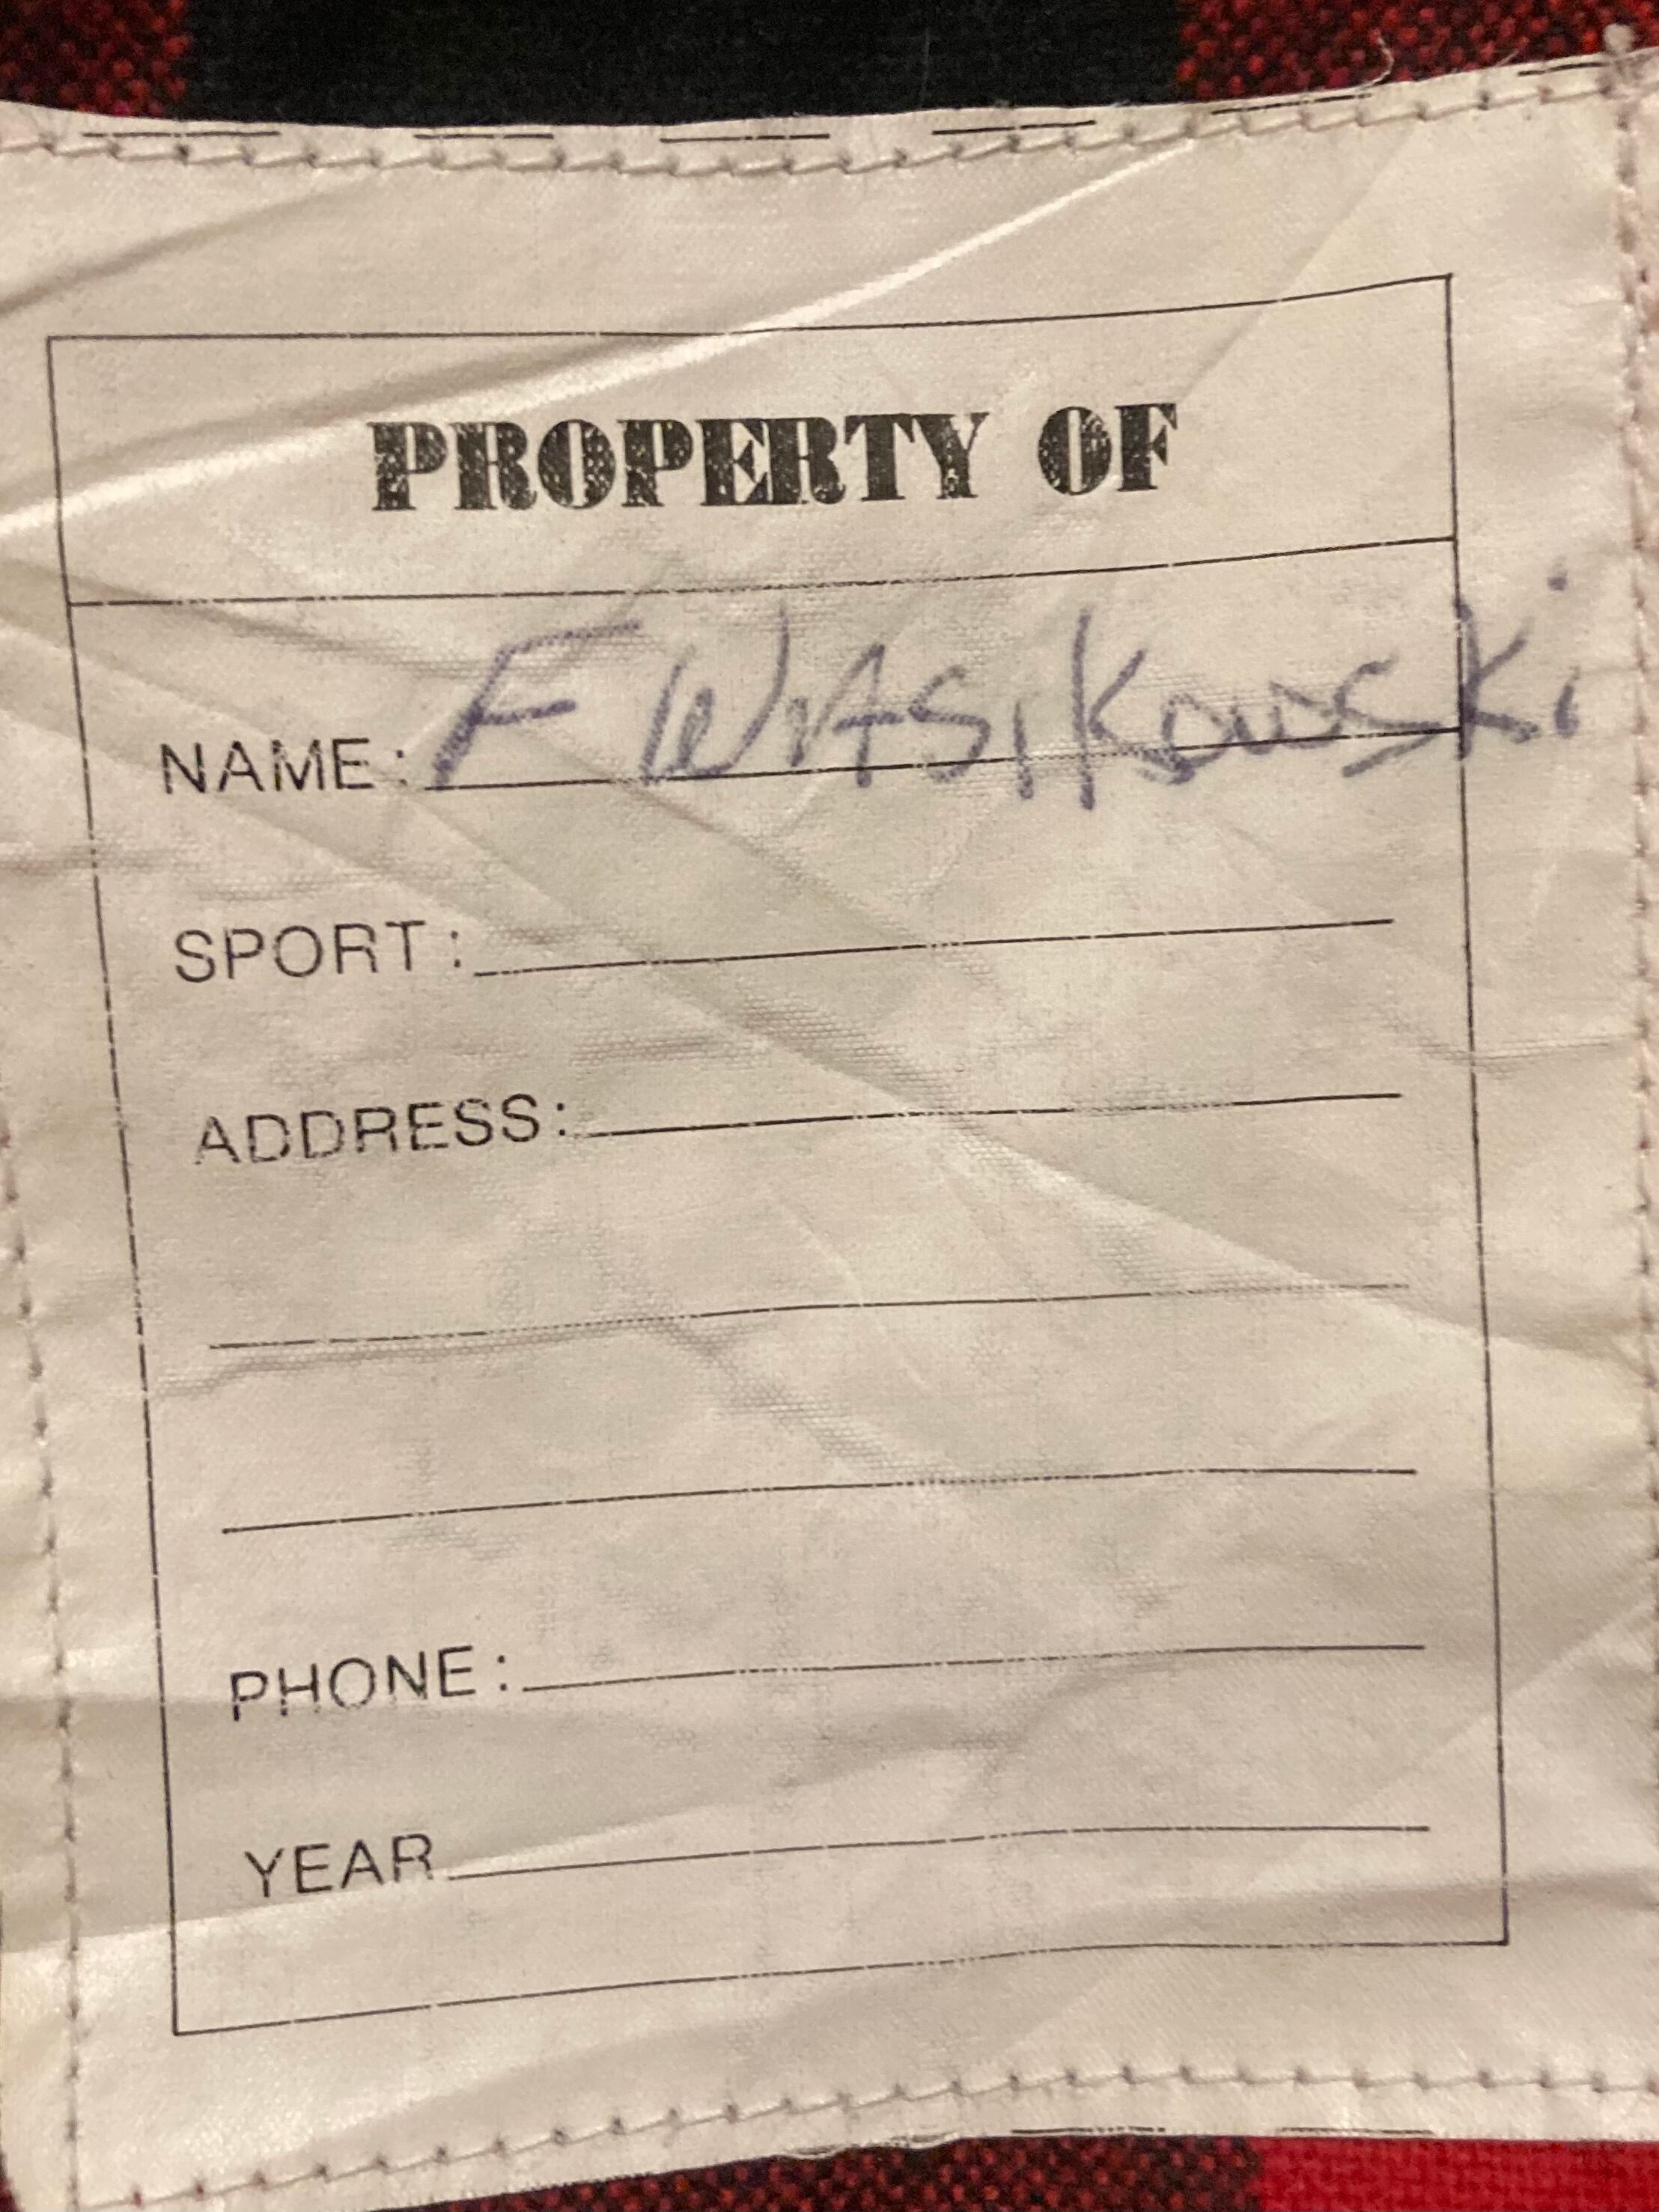 PROPERTY OF
NAME: F WASIKowski
SPORT:
ADDRESS:
PHONE:
YEAR